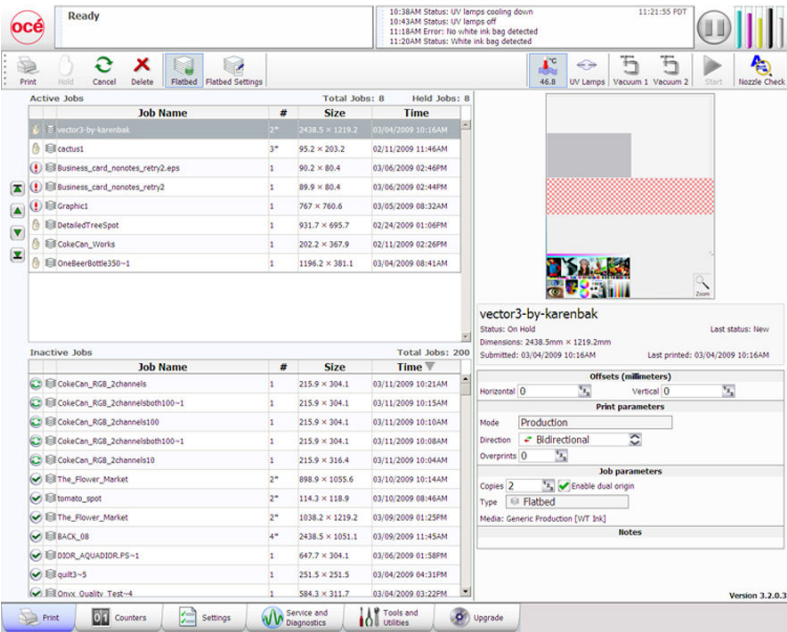 océ
Ready
10:38AM Status: UV lamps cooling down
10:43AM Status: UV lamps off
11:18AM Error: No white ink bag detected
11:20AM Status: White ink bag detected
11:21:55 PDT
Print Hold Cancel Delete Flatbed Flatbed Settings
°C
46.8 UV Lamps Vacuum 1 Vacuum 2 Start Nozzle Check
Active Jobs Total Jobs: 8 Held Jobs: 8
Job Name # Size Time
vector3-by-karenbak 2* 2438.5 × 1219.2 03/04/2009 10:16AM
cactus1 3* 95.2 × 203.2 02/11/2009 11:46AM
Business_card_nonotes_retry2.eps 1 90.2 × 80.4 03/06/2009 02:46PM
Business_card_nonotes_retry2 1 89.9 × 80.4 03/06/2009 02:44PM
Graphic1 1 767 × 760.6 03/05/2009 08:32AM
DetailedTreeSpot 1 931.7 × 695.7 02/24/2009 01:06PM
CokeCan_Works 1 202.2 × 367.9 02/11/2009 02:26PM
OneBeerBottle350~1 1 1196.2 × 381.1 03/04/2009 08:41AM
Inactive Jobs Total Jobs: 200
Job Name # Size Time
CokeCan_RGB_2channels 1 215.9 × 304.1 03/11/2009 10:21AM
CokeCan_RGB_2channelsboth100~1 1 215.9 × 304.1 03/11/2009 10:15AM
CokeCan_RGB_2channels100 1 215.9 × 304.1 03/11/2009 10:10AM
CokeCan_RGB_2channelsboth100~1 1 215.9 × 304.1 03/11/2009 10:08AM
CokeCan_RGB_2channels10 1 215.9 × 316.4 03/11/2009 10:04AM
The_Flower_Market 2* 898.9 × 1055.6 03/10/2009 10:14AM
tomato_spot 2* 114.3 × 118.9 03/10/2009 08:46AM
The_Flower_Market 2* 1038.2 × 1219.2 03/09/2009 01:25PM
BACK_08 4* 2438.5 × 1051.1 03/09/2009 11:45AM
DIOR_AQUADIOR.PS~1 1 647.7 × 304.1 03/06/2009 01:58PM
quilt3~5 1 251.5 × 251.5 03/04/2009 04:31PM
Onyx_Quality_Test~4 1 584.3 × 311.7 03/04/2009 03:22PM
Zoom
vector3-by-karenbak
Status: On Hold Last status: New
Dimensions: 2438.5mm × 1219.2mm
Submitted: 03/04/2009 10:16AM Last printed: 03/04/2009 10:16AM
Offsets (millimeters)
Horizontal 0 Vertical 0
Print parameters
Mode Production
Direction Bidirectional
Overprints 0
Job parameters
Copies 2 Enable dual origin
Type Flatbed
Media: Generic Production [WT Ink]
Notes
Version 3.2.0.3
Print Counters Settings Service and Diagnostics Tools and Utilities Upgrade